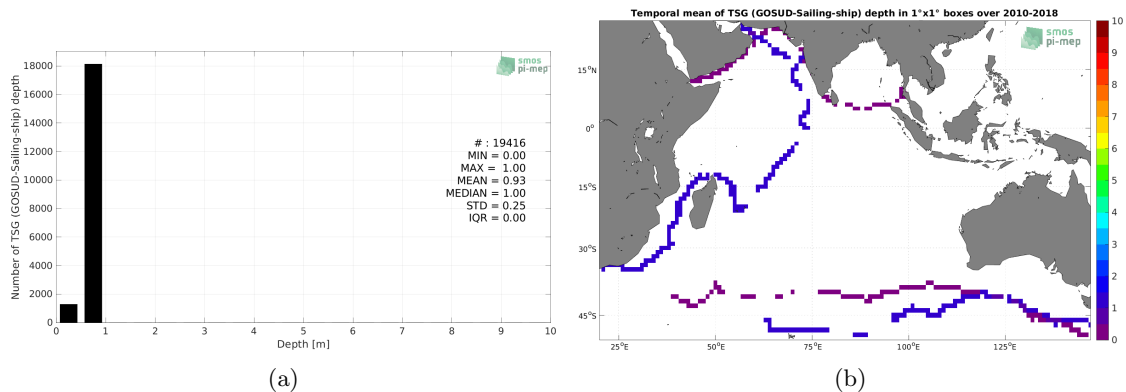 smos
pi-mep
Number of TSG (GOSUD-Sailing-ship) depth
18000
16000
14000
12000
10000
8000
6000
4000
2000
0
# : 19416
MIN = 0.00
MAX = 1.00
MEAN = 0.93
MEDIAN = 1.00
STD = 0.25
IQR = 0.00
0 1 2 3 4 5 6 7 8 9 10
Depth [m]
(a)
Temporal mean of TSG (GOSUD-Sailing-ship) depth in 1°x1° boxes over 2010-2018
smos
pi-mep
15°N
0°
15°S
30°S
45°S
25°E 50°E 75°E 100°E 125°E
10
9
8
7
6
5
4
3
2
1
0
(b)